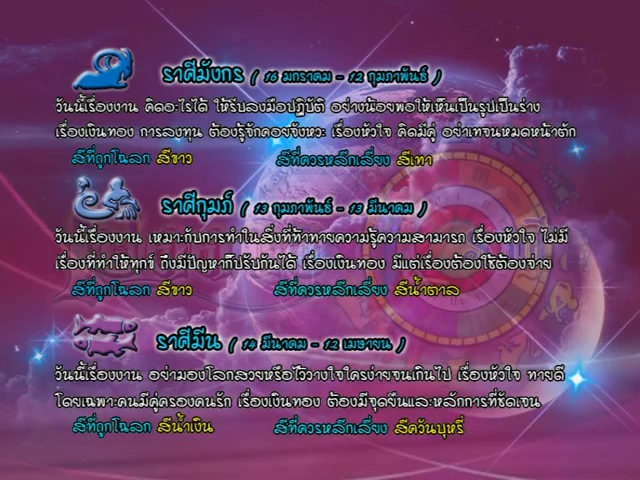 ราศีมังกร ( 16 มกราคม - 12 กุมภาพันธ์ )
วันนี้เรื่องงาน คิดอะไรได้ ให้รีบลงมือปฏิบัติ อย่างน้อยพอให้เห็นเป็นรูปเป็นร่าง
เรื่องเงินทอง การลงทุน ต้องรู้จักคอยจังหวะ เรื่องหัวใจ คิดมีคู่ อย่าเทจนหมดหน้าตัก
สีที่ถูกโฉลก สีขาว สีที่ควรหลีกเลี่ยง สีเทา
ราศีกุมภ์ ( 13 กุมภาพันธ์ - 13 มีนาคม )
วันนี้เรื่องงาน เหมาะกับการทำในสิ่งที่ท้าทายความรู้ความสามารถ เรื่องหัวใจ ไม่มี
เรื่องที่ทำให้ทุกข์ ถึงมีปัญหาก็ปรับกันได้ เรื่องเงินทอง มีแต่เรื่องต้องใช้ต้องจ่าย
สีที่ถูกโฉลก สีขาว สีที่ควรหลีกเลี่ยง สีน้ำตาล
ราศีมีน ( 14 มีนาคม - 12 เมษายน )
วันนี้เรื่องงาน อย่ามองโลกสวยหรือไว้วางใจใครง่ายจนเกินไป เรื่องหัวใจ ทายดี
โดยเฉพาะคนมีคู่ครองคนรัก เรื่องเงินทอง ต้องมีจุดยืนและหลักการที่ชัดเจน
สีที่ถูกโฉลก สีน้ำเงิน สีที่ควรหลีกเลี่ยง สีควันบุหรี่